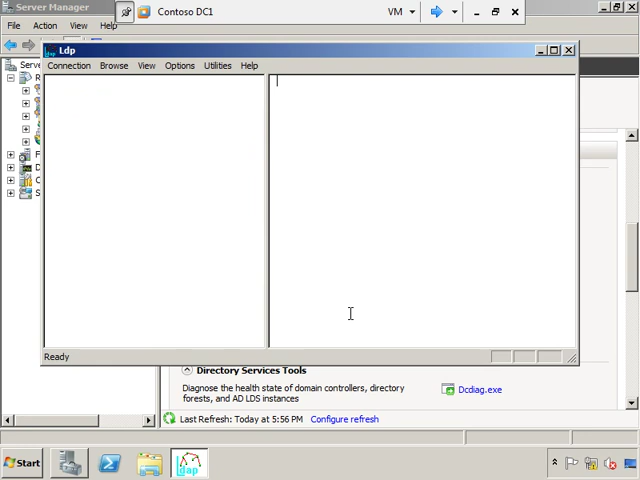 Server Manager
Contoso DC1
VM
File
Action
View
Help
Ldp
Connection
Browse
View
Options
Utilities
Help
Serve
R
F
D
C
S
Ready
Directory Services Tools
Diagnose the health state of domain controllers, directory
forests, and AD LDS instances
Dcdiag.exe
Last Refresh: Today at 5:56 PM
Configure refresh
Start
ldap